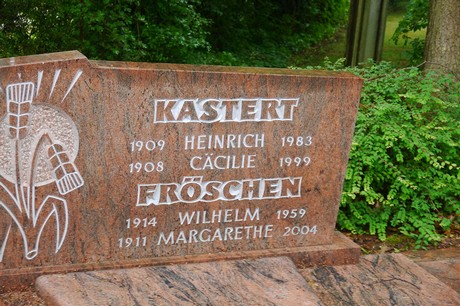 KASTERT
1909 HEINRICH 1983
1908 CÄCILIE 1999
FRÖSCHEN
1914 WILHELM 1959
1911 MARGARETHE 2004